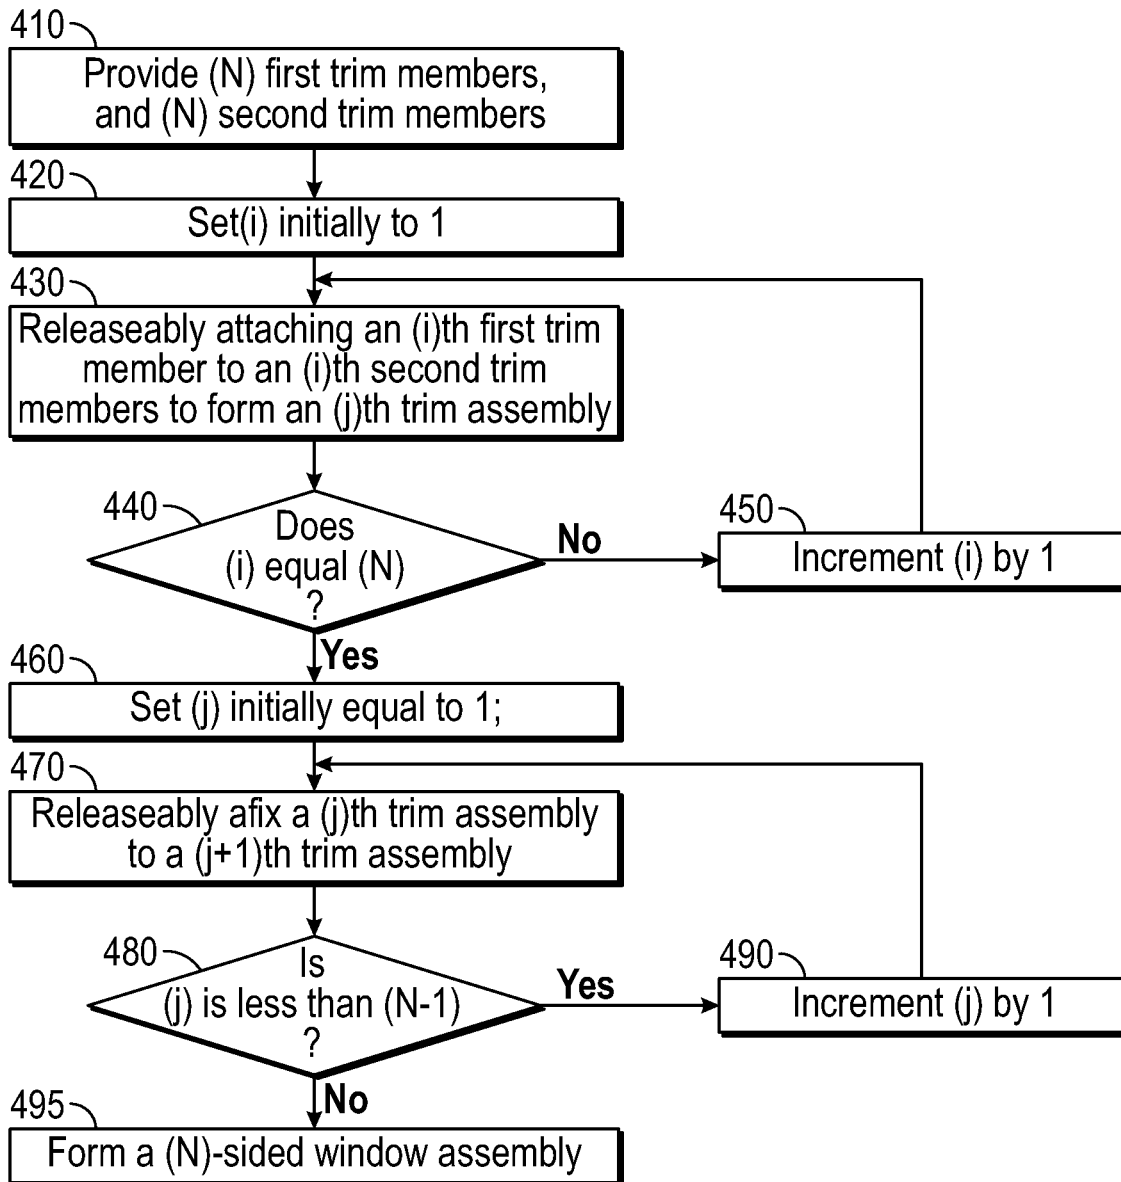 410
Provide (N) first trim members,
and (N) second trim members
420
Set(i) initially to 1
430
Releaseably attaching an (i)th first trim
member to an (i)th second trim
members to form an (j)th trim assembly
440
Does
(i) equal (N)
?
No
450
Increment (i) by 1
Yes
460
Set (j) initially equal to 1;
470
Releaseably afix a (j)th trim assembly
to a (j+1)th trim assembly
480
Is
(j) is less than (N-1)
?
Yes
490
Increment (j) by 1
No
495
Form a (N)-sided window assembly